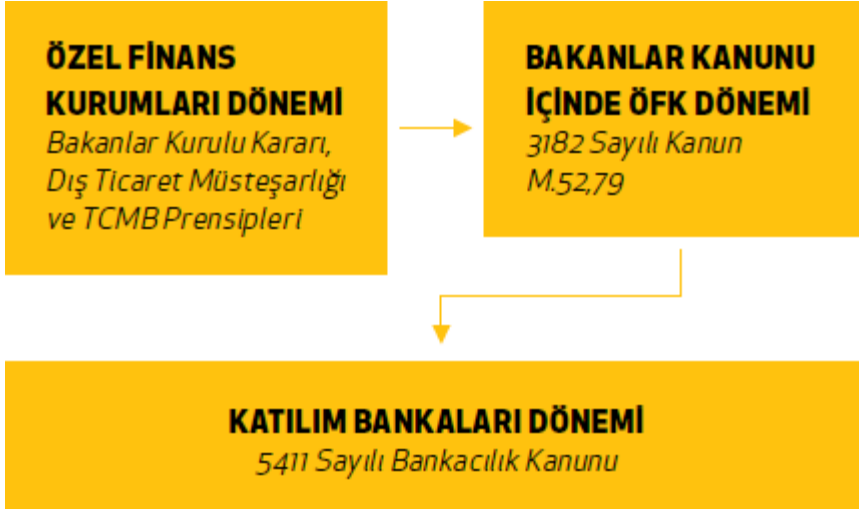 ÖZEL FİNANS
KURUMLARI DÖNEMİ
Bakanlar Kurulu Kararı,
Dış Ticaret Müsteşarlığı
ve TCMB Prensipleri
BAKANLAR KANUNU
İÇİNDE ÖFK DÖNEMİ
3182 Sayılı Kanun
M.52,79
KATILIM BANKALARI DÖNEMİ
5411 Sayılı Bankacılık Kanunu